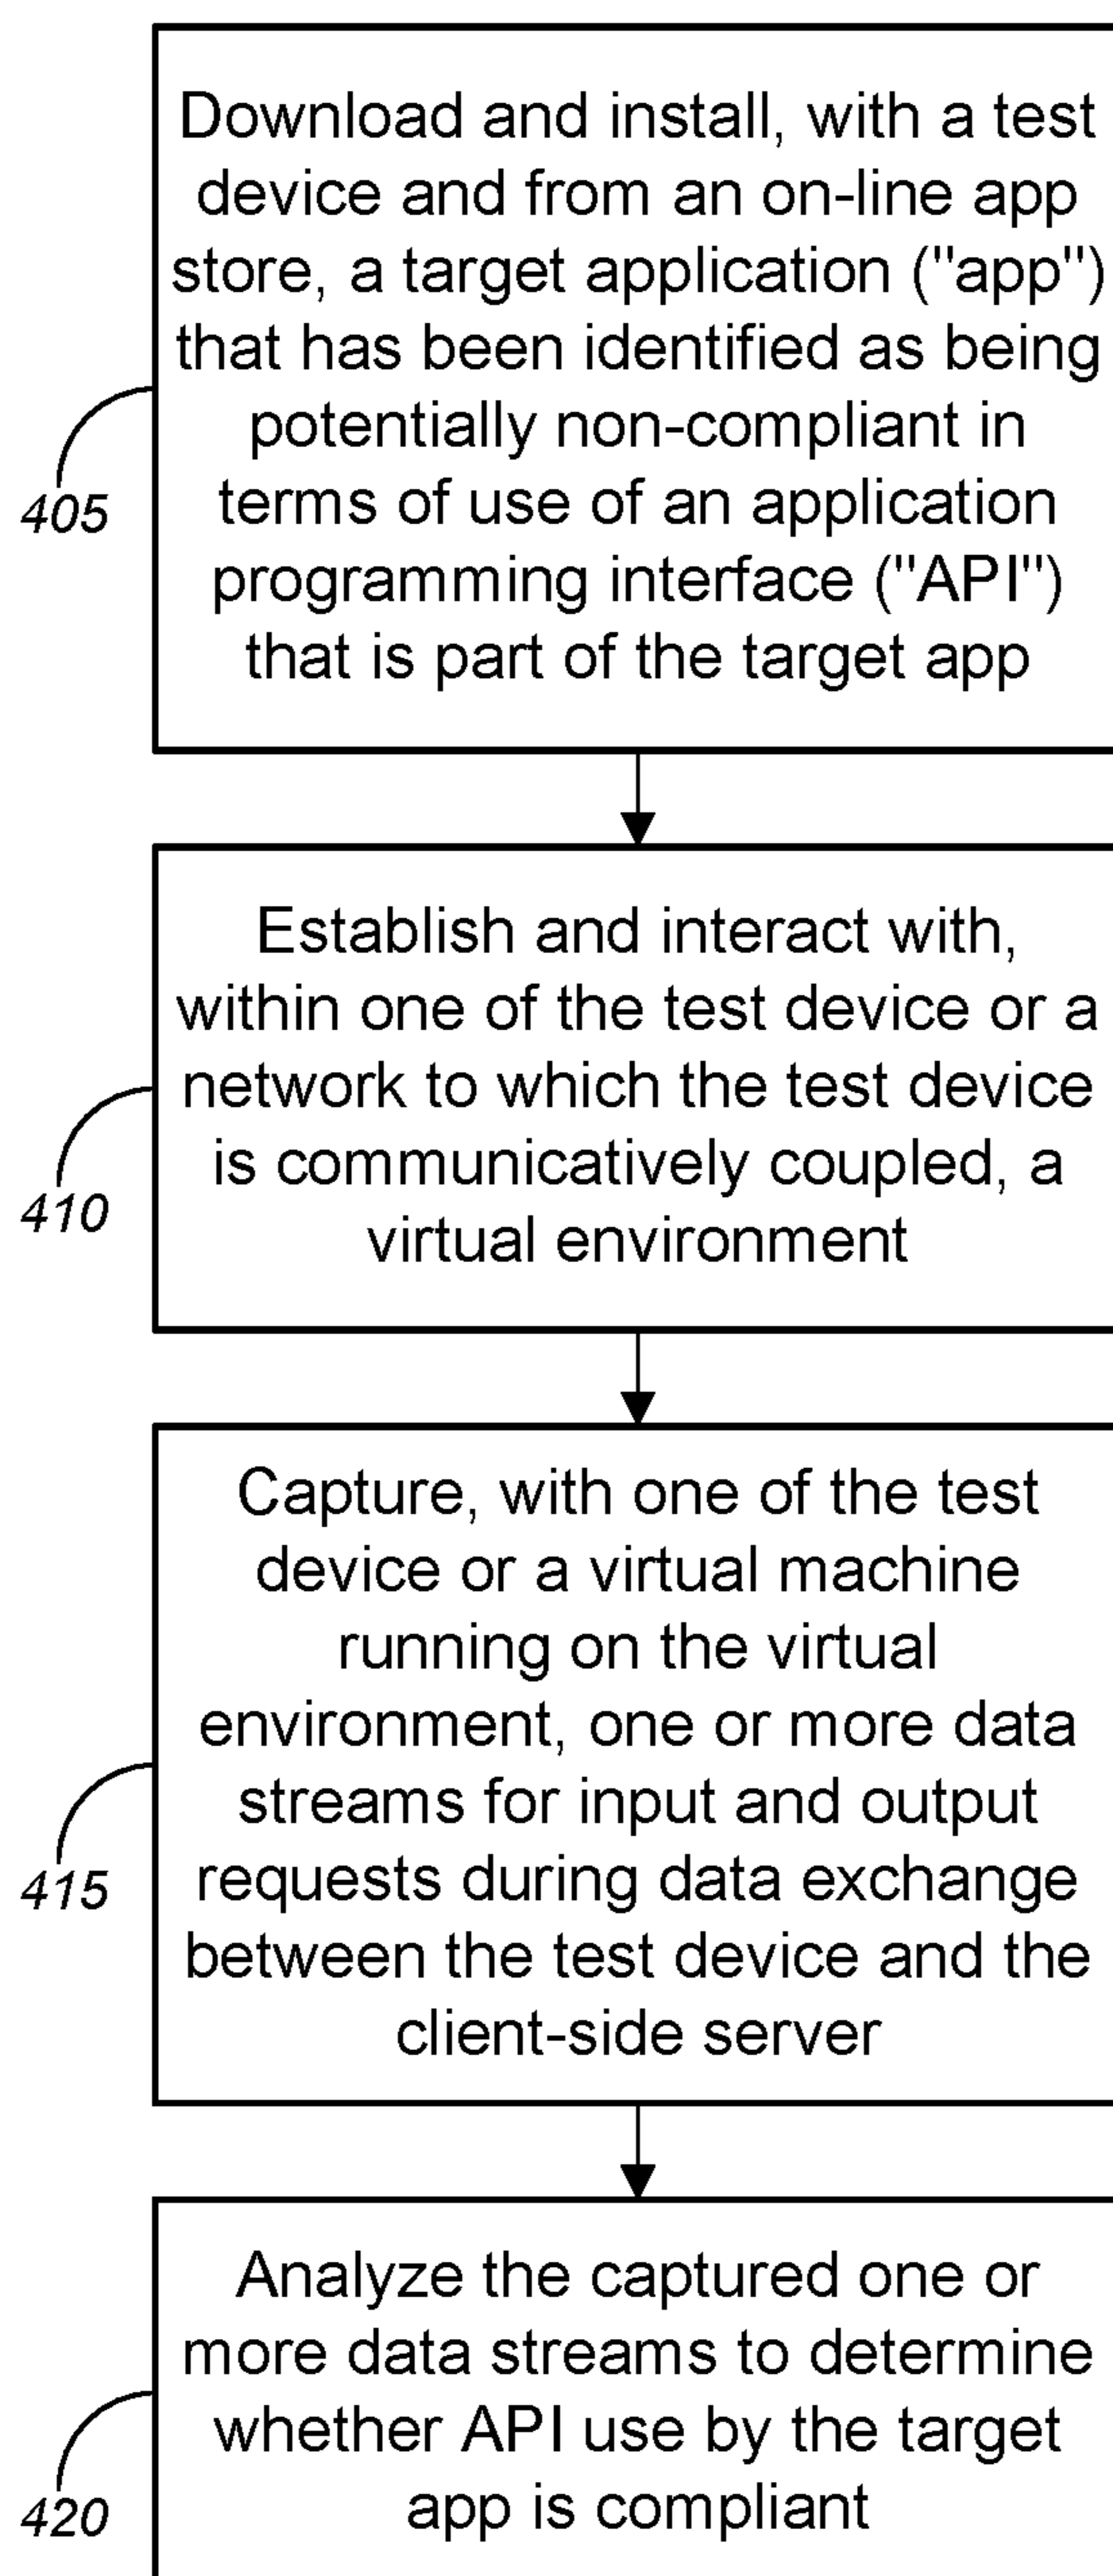 Download and install, with a test
device and from an on-line app
store, a target application ("app")
that has been identified as being
potentially non-compliant in
terms of use of an application
programming interface ("API")
that is part of the target app
405
Establish and interact with,
within one of the test device or a
network to which the test device
is communicatively coupled, a
virtual environment
410
Capture, with one of the test
device or a virtual machine
running on the virtual
environment, one or more data
streams for input and output
requests during data exchange
between the test device and the
client-side server
415
Analyze the captured one or
more data streams to determine
whether API use by the target
app is compliant
420